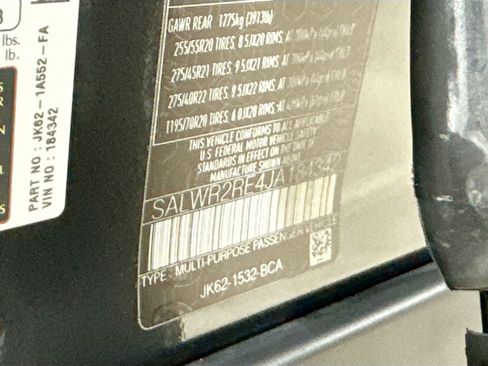 lbs.
lb.
PART NO : JK62-1A552-FA
VIN NO : 184342
GAWR REAR 1775kg (3913lb)
255/55R20 TIRES, 8.5JX20 RIMS, AT
275/45R21 TIRES, 9.5JX21 RIMS, AT
275/40R22 TIRES, 9.5JX22 RIMS, AT
T195/70R20 TIRES, 6.0JX20 RIMS, AT
THIS VEHICLE CONFORMS TO ALL APPLICABLE
U S FEDERAL MOTOR VEHICLE SAFETY
STANDARDS IN EFFECT ON THE DATE OF
MANUFACTURE SHOWN ABOVE
SALWR2RE4JA184342
TYPE : MULTI-PURPOSE PASSENGER VEHICLE
JK62-1532-BCA